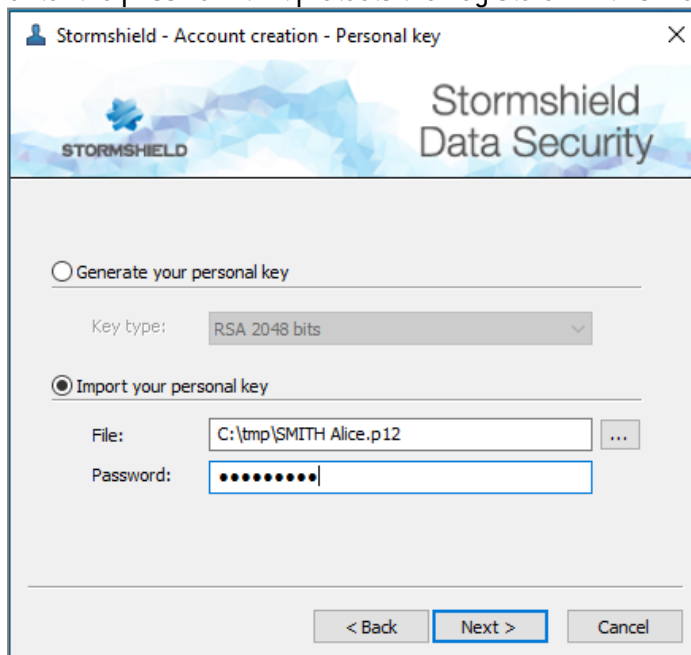 Stormshield - Account creation - Personal key
Stormshield
Data Security
STORMSHIELD
Generate your personal key
Key type: RSA 2048 bits
Import your personal key
File: C:\tmp\SMITH Alice.p12 ...
Password: •••••••••
< Back Next > Cancel